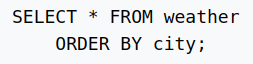 SELECT * FROM weather
ORDER BY city;